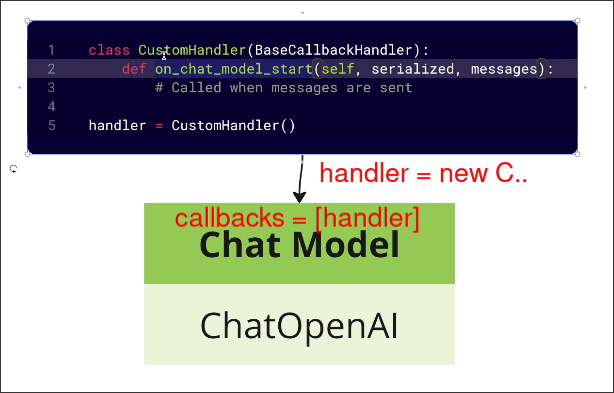 1 class CustomHandler(BaseCallbackHandler):
2 def on_chat_model_start(self, serialized, messages):
3 # Called when messages are sent
4
5 handler = CustomHandler()
handler = new C..
callbacks = [handler]
Chat Model
ChatOpenAI